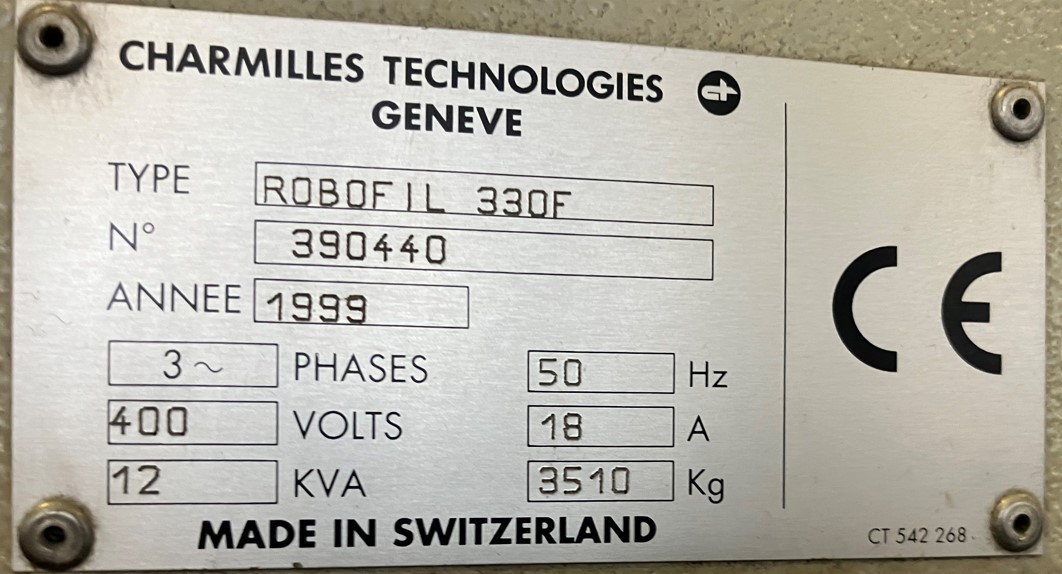 CHARMILLES TECHNOLOGIES
GENEVE
TYPE ROBOFIL 330F
N° 390440
ANNEE 1999
3~ PHASES 50 Hz
400 VOLTS 18 A
12 KVA 3510 Kg
MADE IN SWITZERLAND
CE
CT 542 268